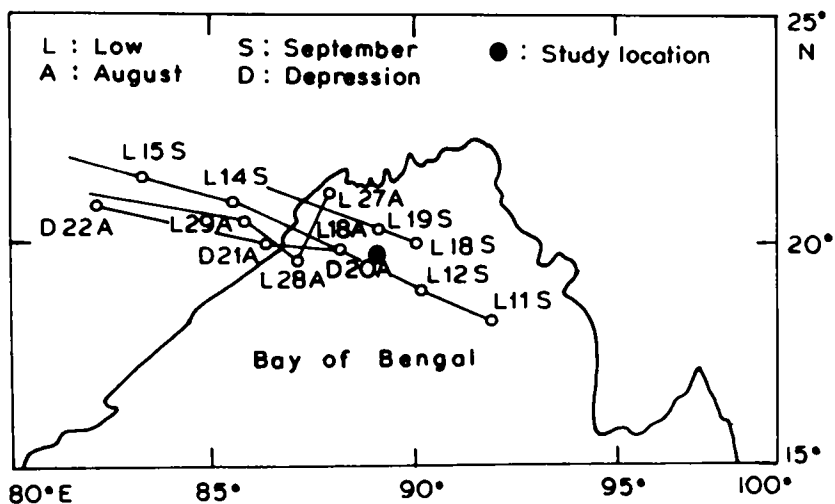 25°
N
L : Low S : September ● : Study location
A : August D : Depression
L15S
L14S
L27A
D22A L29A L18A L19S
L18S
20°
D21A D20A
L28A L12S
L11S
Bay of Bengal
15°
80°E 85° 90° 95° 100°